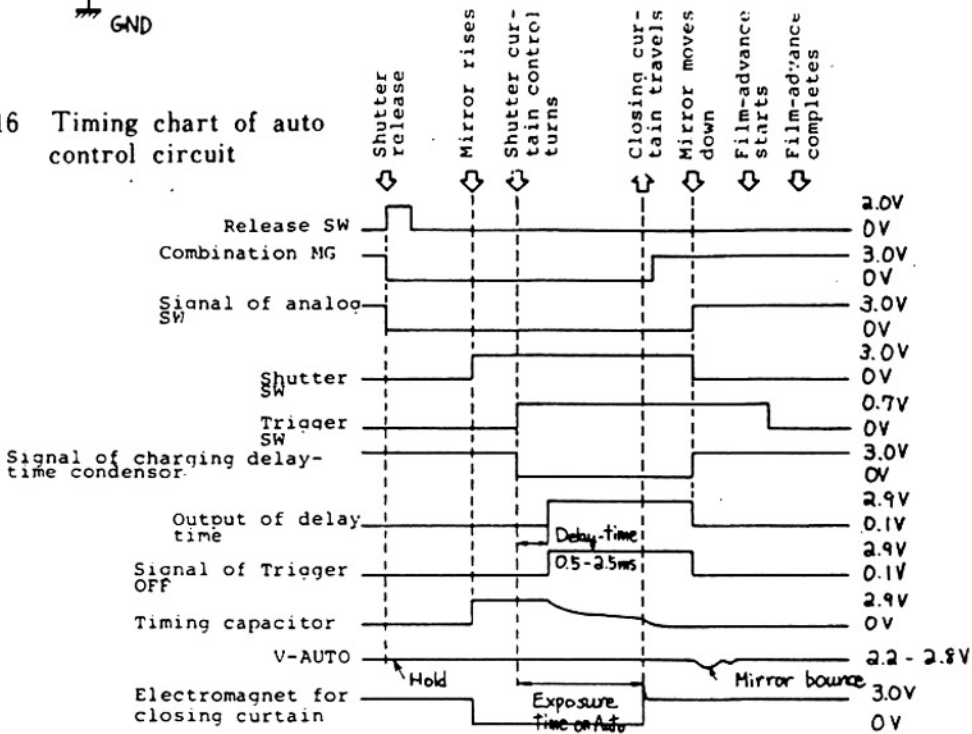 GND
16 Timing chart of auto
control circuit
Shutter
release
Mirror rises
Shutter cur-
tain control
turns
Closing cur-
tain travels
Mirror moves
down
Film-advance
starts
Film-advance
completes
Release SW
2.0V
0V
Combination MG
3.0V
0V
Signal of analog
SW
3.0V
0V
Shutter
SW
3.0V
0V
Trigger
SW
0.7V
0V
Signal of charging delay-
time condensor
3.0V
0V
Output of delay
time
2.9V
0.1V
Delay-time
0.5-2.5ms
Signal of Trigger
OFF
2.9V
0.1V
Timing capacitor
2.9V
0V
V-AUTO
2.2 - 2.8V
Hold
Mirror bounce
Electromagnet for
closing curtain
Exposure
Time on Auto
3.0V
0V